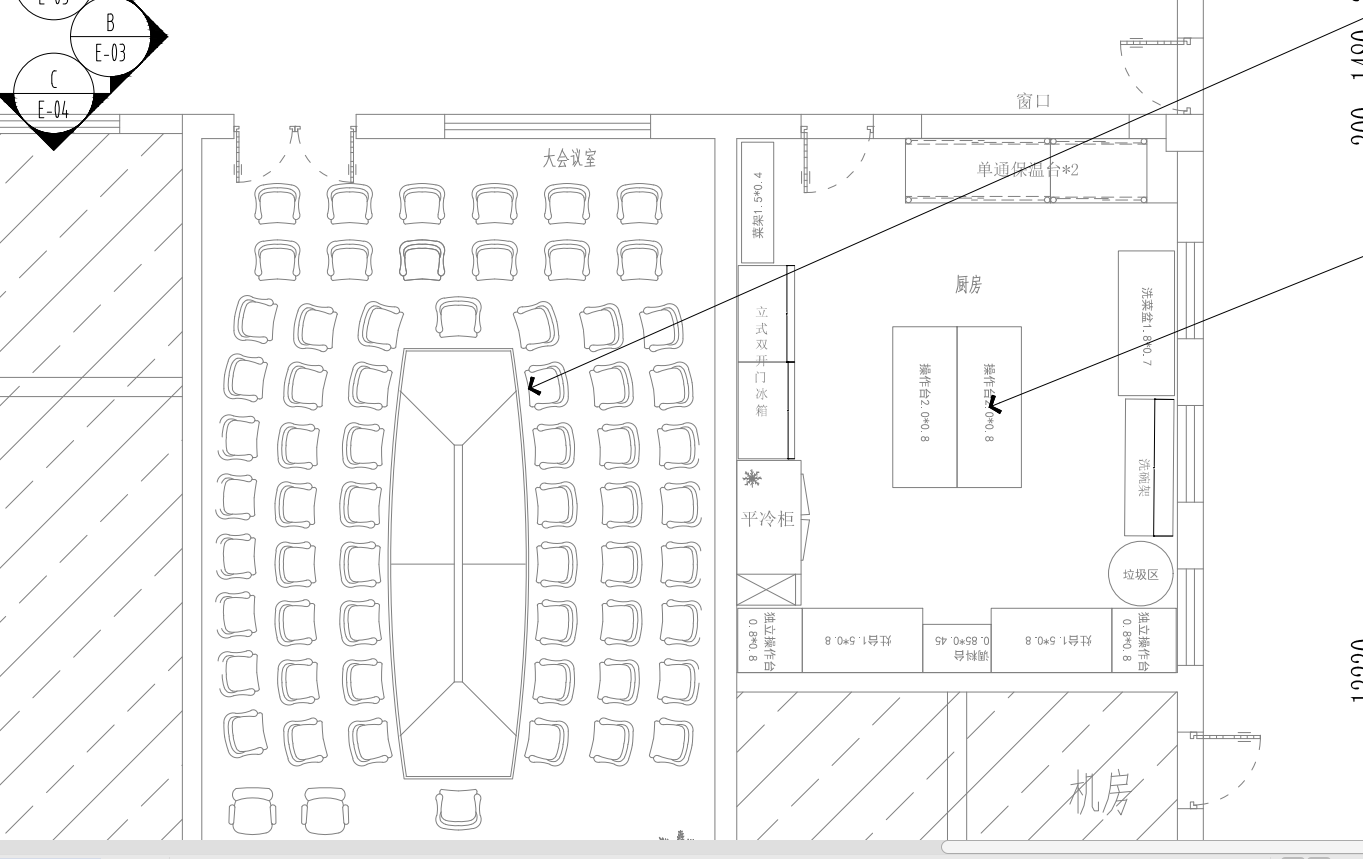 B
E-03
C
E-04
窗口
大会议室
单通保温台*2
菜架1.5*0.4
厨房
立式双开门冰箱
洗菜盆1.8*0.7
操作台2.0*0.8
操作台2.0*0.8
洗碗架
平冷柜
垃圾区
独立操作台
0.8*0.8
灶台1.5*0.8
调料台
0.85*0.45
灶台1.5*0.8
独立操作台
0.8*0.8
机房